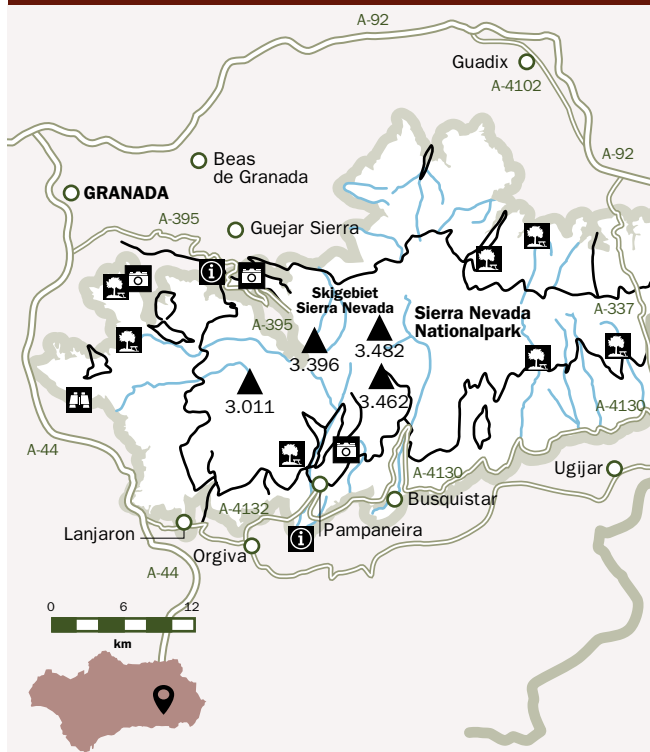 A-92
Guadix
A-4102
A-92
Beas
de Granada
GRANADA
A-395
Guejar Sierra
Skigebiet
Sierra Nevada
Sierra Nevada
Nationalpark
A-395
A-337
3.482
3.396
3.462
3.011
A-4130
A-44
A-4130
Ugijar
A-4132
Busquistar
Lanjaron
Pampaneira
Orgiva
A-44
0 6 12
km